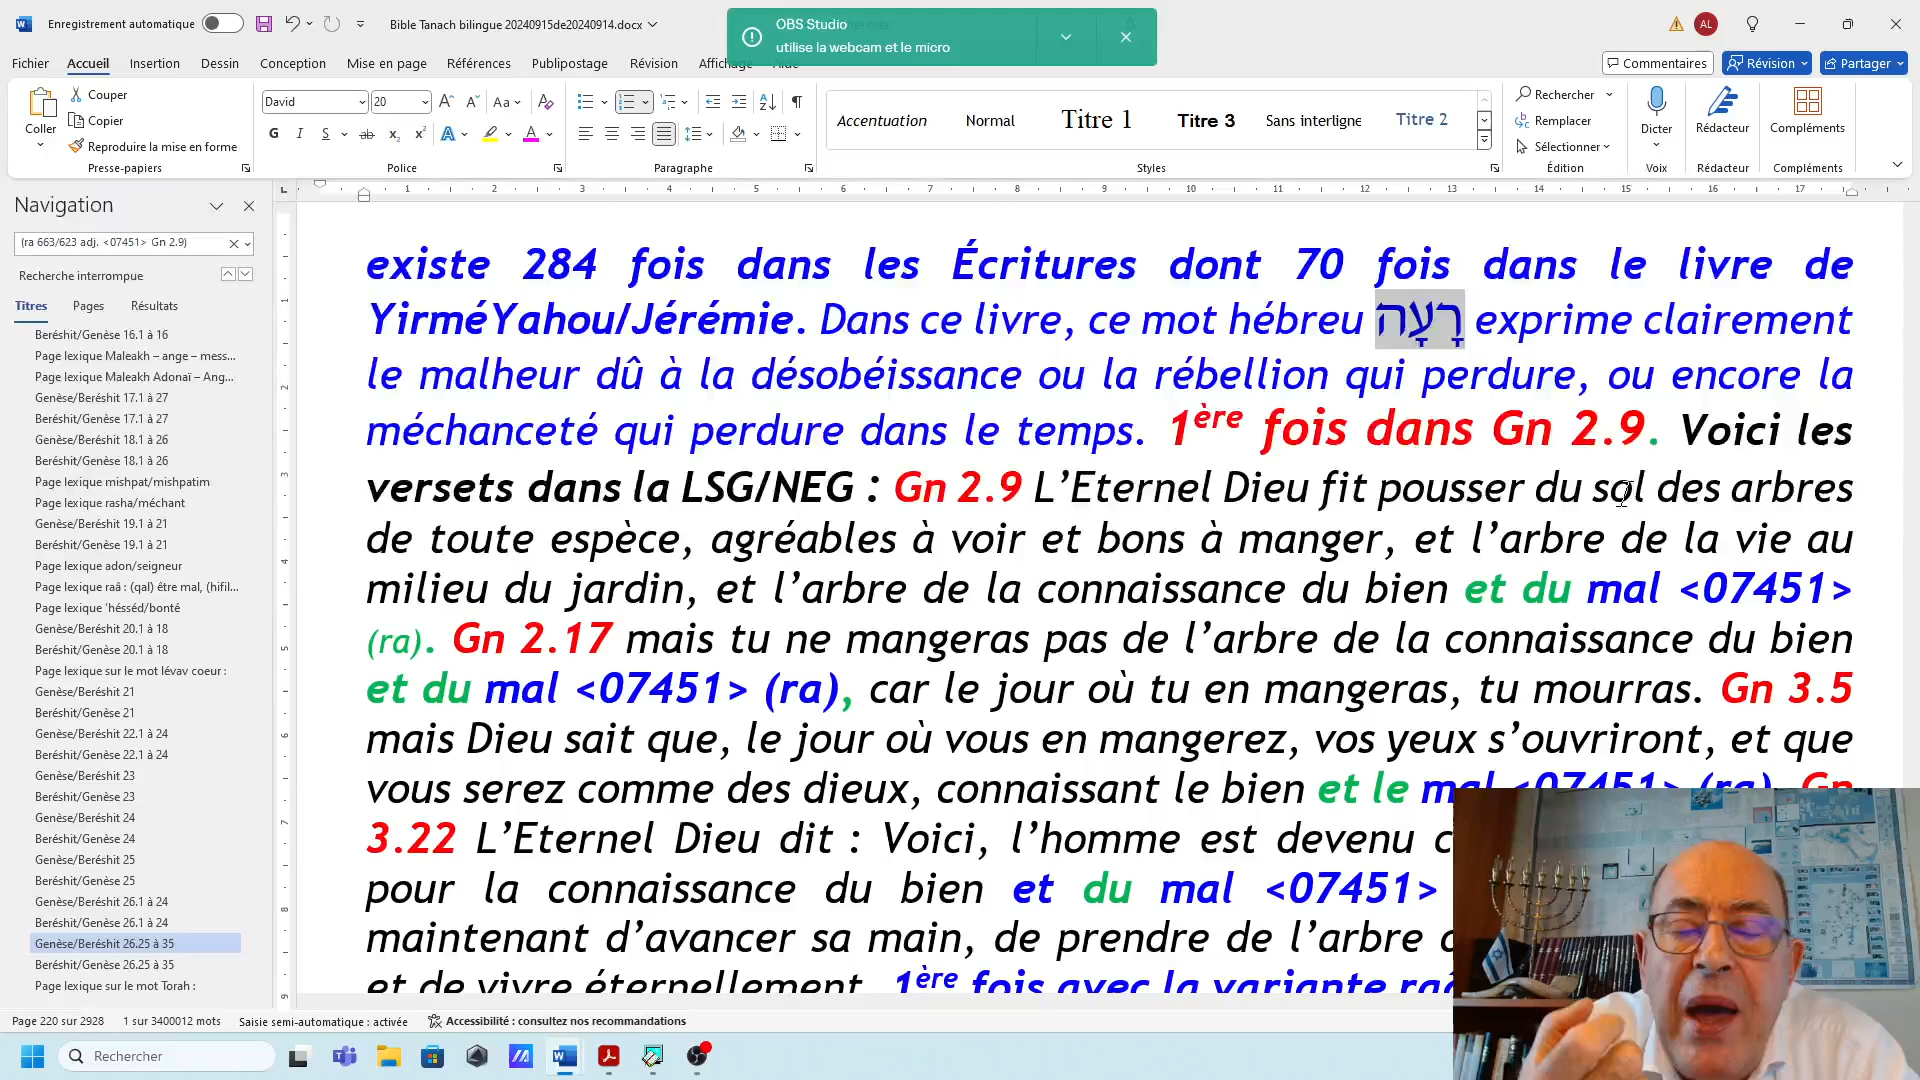 Enregistrement automatique
Bible Tanach bilingue 20240915de20240914.docx
OBS Studio
utilise la webcam et le micro
AL
Fichier Accueil Insertion Dessin Conception Mise en page Références Publipostage Révision Affichage Aide
Commentaires Révision Partager
Coller
Couper
Copier
Reproduire la mise en forme
Presse-papiers
David 20
G I S ab x₂ x²
Police
Paragraphe
Accentuation Normal Titre 1 Titre 3 Sans interligne Titre 2
Styles
Rechercher
Remplacer
Sélectionner
Édition
Dicter
Voix
Rédacteur
Rédacteur
Compléments
Compléments
Navigation
(ra 663/623 adj. <07451> Gn 2.9)
Recherche interrompue
Titres Pages Résultats
Beréshit/Genèse 16.1 à 16
Page lexique Maleakh – ange – mess...
Page lexique Maleakh Adonaï – Ang...
Genèse/Beréshit 17.1 à 27
Beréshit/Genèse 17.1 à 27
Genèse/Beréshit 18.1 à 26
Beréshit/Genèse 18.1 à 26
Page lexique mishpat/mishpatim
Page lexique rasha/méchant
Genèse/Beréshit 19.1 à 21
Beréshit/Genèse 19.1 à 21
Page lexique adon/seigneur
Page lexique raá : (qal) être mal, (hifil...
Page lexique 'hésséd/bonté
Genèse/Beréshit 20.1 à 18
Beréshit/Genèse 20.1 à 18
Page lexique sur le mot lévav coeur :
Genèse/Beréshit 21
Beréshit/Genèse 21
Genèse/Beréshit 22.1 à 24
Beréshit/Genèse 22.1 à 24
Genèse/Beréshit 23
Beréshit/Genèse 23
Genèse/Beréshit 24
Beréshit/Genèse 24
Genèse/Beréshit 25
Beréshit/Genèse 25
Genèse/Beréshit 26.1 à 24
Beréshit/Genèse 26.1 à 24
Genèse/Beréshit 26.25 à 35
Beréshit/Genèse 26.25 à 35
Page lexique sur le mot Torah :
existe 284 fois dans les Écritures dont 70 fois dans le livre de
YirméYahou/Jérémie. Dans ce livre, ce mot hébreu רָעָה exprime clairement
le malheur dû à la désobéissance ou la rébellion qui perdure, ou encore la
méchanceté qui perdure dans le temps. 1ère fois dans Gn 2.9. Voici les
versets dans la LSG/NEG : Gn 2.9 L’Eternel Dieu fit pousser du sol des arbres
de toute espèce, agréables à voir et bons à manger, et l’arbre de la vie au
milieu du jardin, et l’arbre de la connaissance du bien et du mal <07451>
(ra). Gn 2.17 mais tu ne mangeras pas de l’arbre de la connaissance du bien
et du mal <07451> (ra), car le jour où tu en mangeras, tu mourras. Gn 3.5
mais Dieu sait que, le jour où vous en mangerez, vos yeux s’ouvriront, et que
vous serez comme des dieux, connaissant le bien et le mal <07451> (ra). Gn
3.22 L’Eternel Dieu dit : Voici, l’homme est devenu
pour la connaissance du bien et du mal <07451>
maintenant d’avancer sa main, de prendre de l’arbre
et de vivre éternellement. 1ère fois avec la variante
Page 220 sur 2928 1 sur 3400012 mots Saisie semi-automatique : activée Accessibilité : consultez nos recommandations
Rechercher